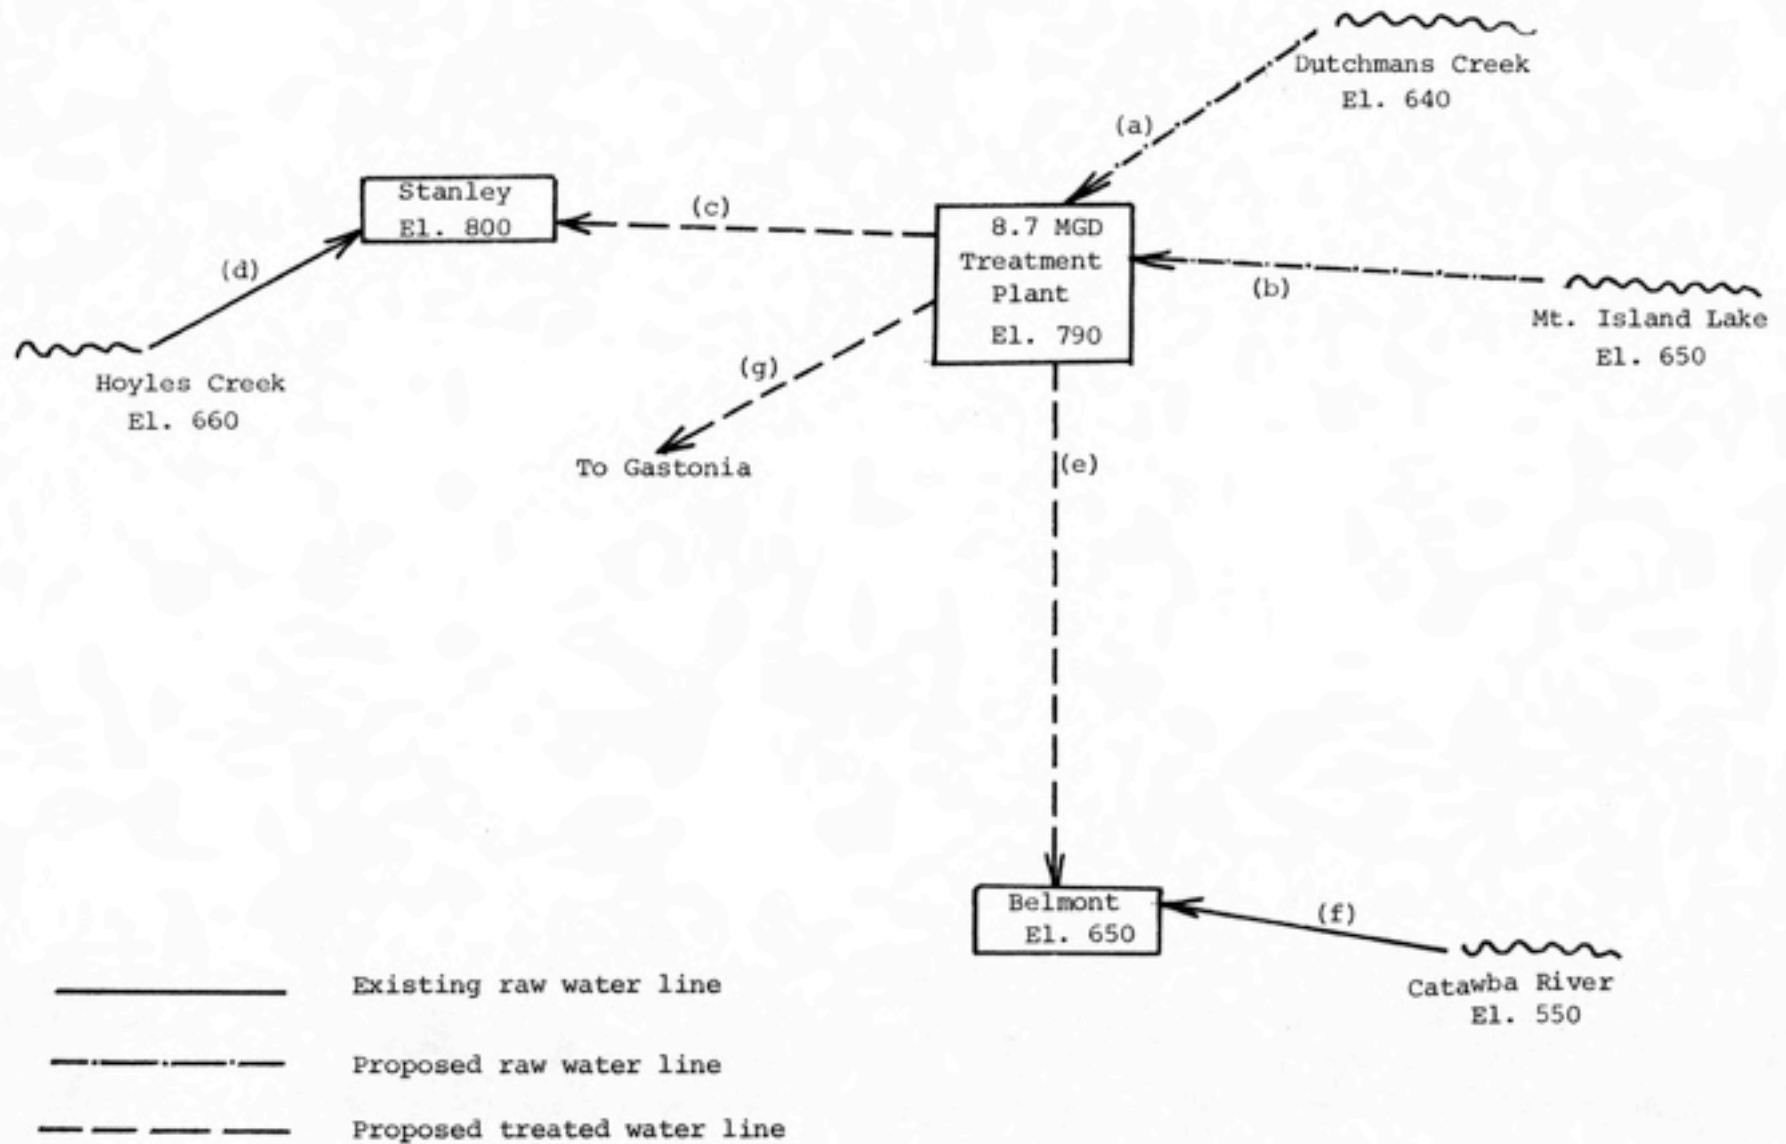 Dutchmans Creek
El. 640
(a)
Stanley
El. 800
(c)
8.7 MGD
Treatment
Plant
El. 790
(d)
(b)
Mt. Island Lake
El. 650
Hoyles Creek
El. 660
(g)
To Gastonia
(e)
Belmont
El. 650
(f)
Catawba River
El. 550
Existing raw water line
Proposed raw water line
Proposed treated water line